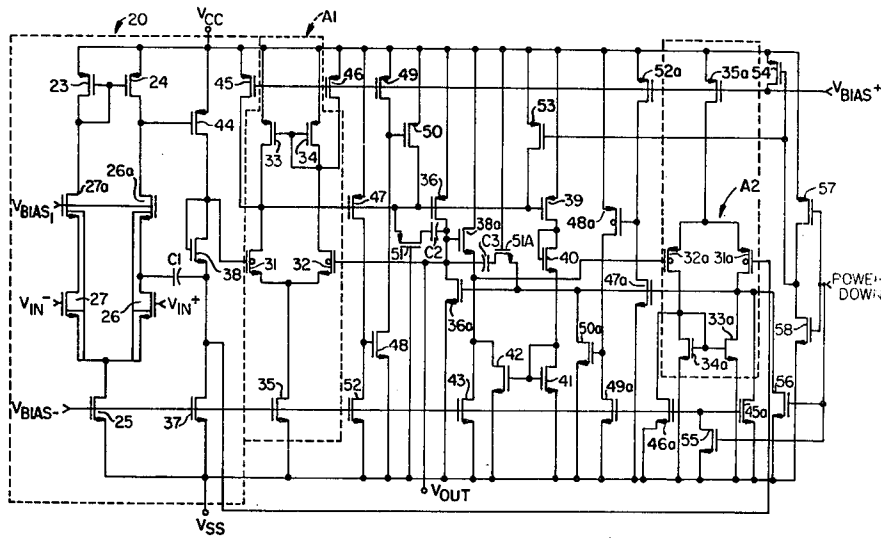 20
VCC
A1
23
24
45
46
49
52a
35a
54
VBIAS+
44
33
34
50
53
A2
57
27a
26a
VBIAS1
47
36
39
48a
38a
51A
C1
38
31
32
51
C2
C3
40
32a
31a
POWER DOWN
VIN-
27
26
VIN+
36a
47a
33a
58
48
50a
34a
42
41
56
VBIAS-
25
37
35
52
43
49a
46a
55
45a
VOUT
VSS